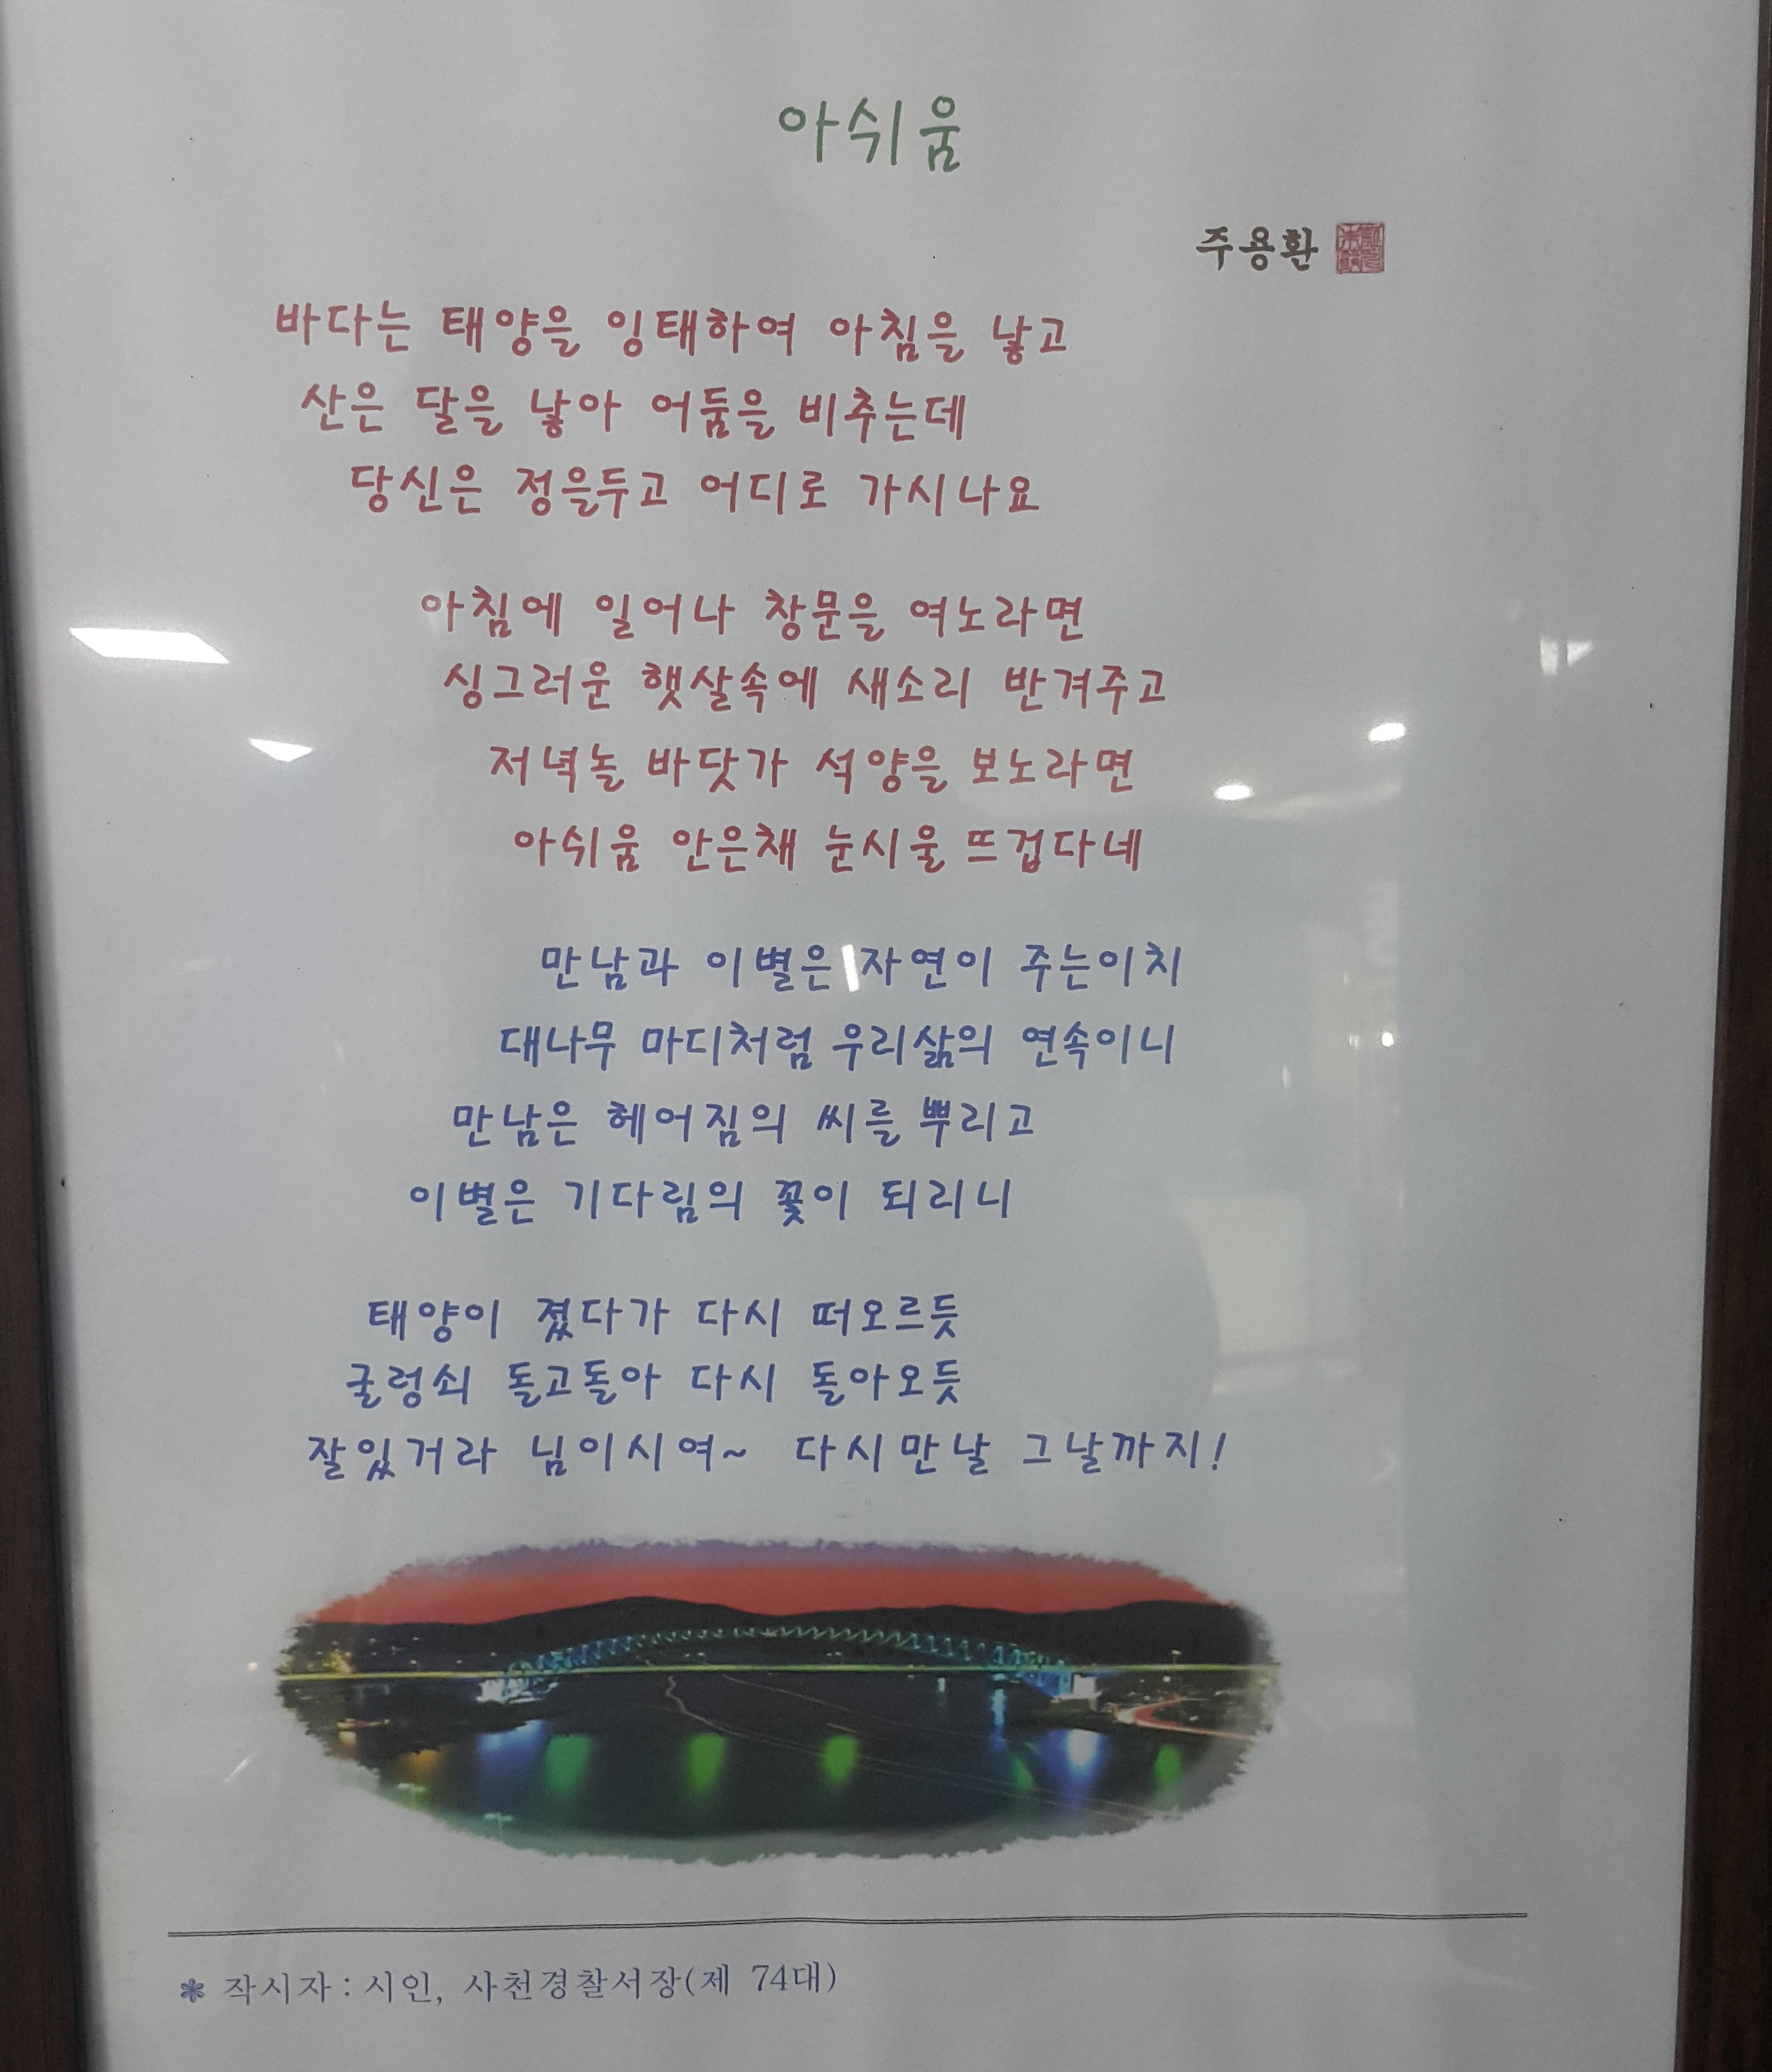 아쉬움
주용환
바다는 태양을 잉태하여 아침을 낳고
산은 달을 낳아 어둠을 비추는데
당신은 정을두고 어디로 가시나요
아침에 일어나 창문을 여노라면
싱그러운 햇살속에 새소리 반겨주고
저녁놀 바닷가 석양을 보노라면
아쉬움 안은채 눈시울 뜨겁다네
만남과 이별은 자연이 주는이치
대나무 마디처럼 우리삶의 연속이니
만남은 헤어짐의 씨를 뿌리고
이별은 기다림의 꽃이 되리니
태양이 졌다가 다시 떠오르듯
굴렁쇠 돌고돌아 다시 돌아오듯
잘있거라 님이시여~ 다시만날 그날까지!
* 작시자 : 시인, 사천경찰서장(제 74대)